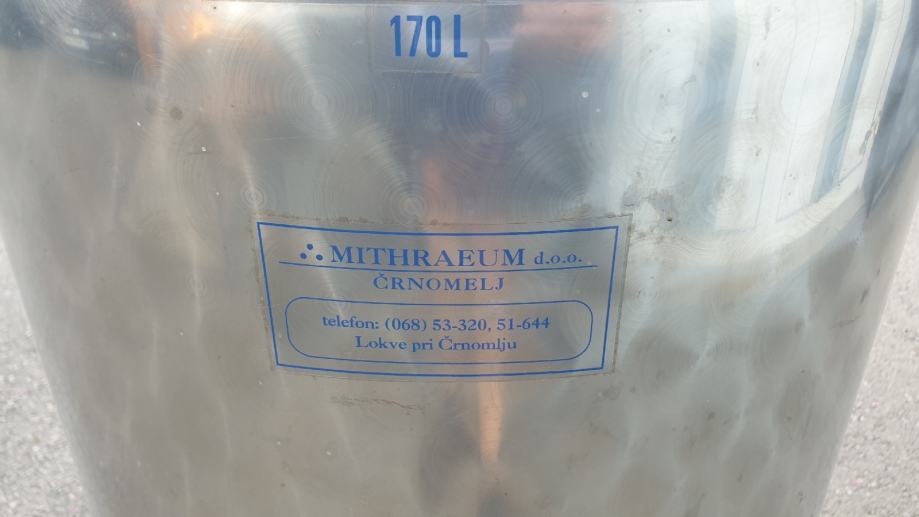 170 L
MITHRAEUM d.o.o.
ČRNOMELJ
telefon: (068) 53-320, 51-644
Lokve pri Črnomlju